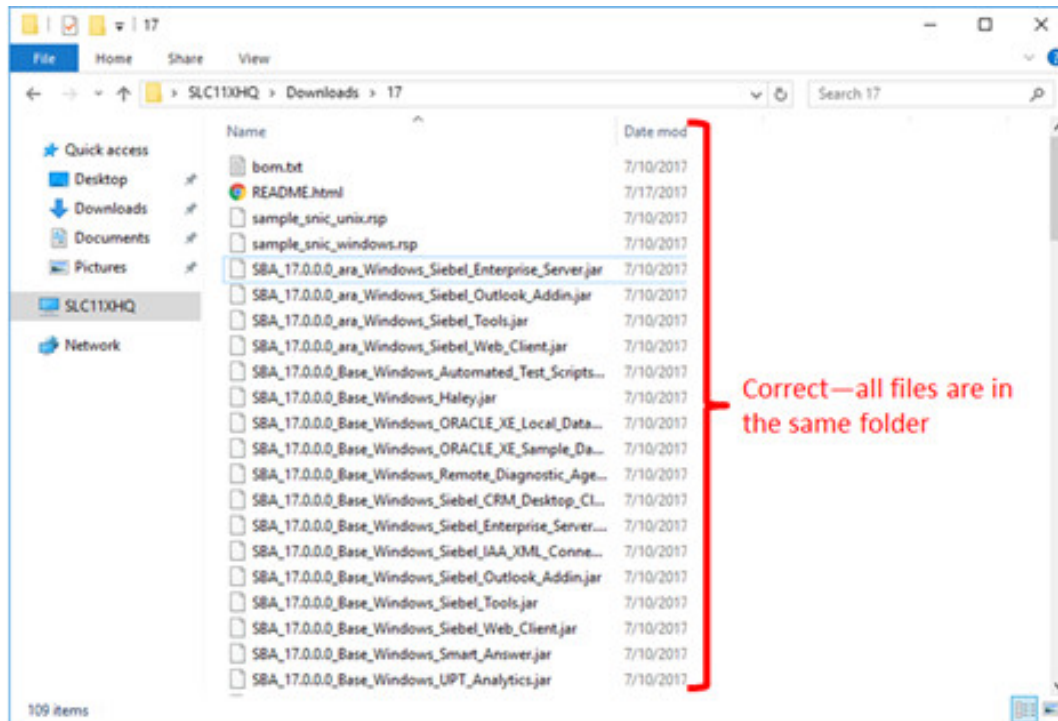 17
File Home Share View
SLC11XHQ > Downloads > 17 Search 17
Name Date mod
Quick access
Desktop
Downloads
Documents
Pictures
SLC11XHQ
Network
bom.txt 7/10/2017
README.html 7/17/2017
sample_snic_unix.rsp 7/10/2017
sample_snic_windows.rsp 7/10/2017
SBA_17.0.0.0_ara_Windows_Siebel_Enterprise_Server.jar 7/10/2017
SBA_17.0.0.0_ara_Windows_Siebel_Outlook_Addin.jar 7/10/2017
SBA_17.0.0.0_ara_Windows_Siebel_Tools.jar 7/10/2017
SBA_17.0.0.0_ara_Windows_Siebel_Web_Client.jar 7/10/2017
SBA_17.0.0.0_Base_Windows_Automated_Test_Scripts... 7/10/2017
SBA_17.0.0.0_Base_Windows_Haley.jar 7/10/2017
SBA_17.0.0.0_Base_Windows_ORACLE_XE_Local_Data... 7/10/2017
SBA_17.0.0.0_Base_Windows_ORACLE_XE_Sample_Da... 7/10/2017
SBA_17.0.0.0_Base_Windows_Remote_Diagnostic_Age... 7/10/2017
SBA_17.0.0.0_Base_Windows_Siebel_CRM_Desktop_Cl... 7/10/2017
SBA_17.0.0.0_Base_Windows_Siebel_Enterprise_Server.... 7/10/2017
SBA_17.0.0.0_Base_Windows_Siebel_IAA_XML_Conne... 7/10/2017
SBA_17.0.0.0_Base_Windows_Siebel_Outlook_Addin.jar 7/10/2017
SBA_17.0.0.0_Base_Windows_Siebel_Tools.jar 7/10/2017
SBA_17.0.0.0_Base_Windows_Siebel_Web_Client.jar 7/10/2017
SBA_17.0.0.0_Base_Windows_Smart_Answer.jar 7/10/2017
SBA_17.0.0.0_Base_Windows_UPT_Analytics.jar 7/10/2017
Correct—all files are in
the same folder
109 items